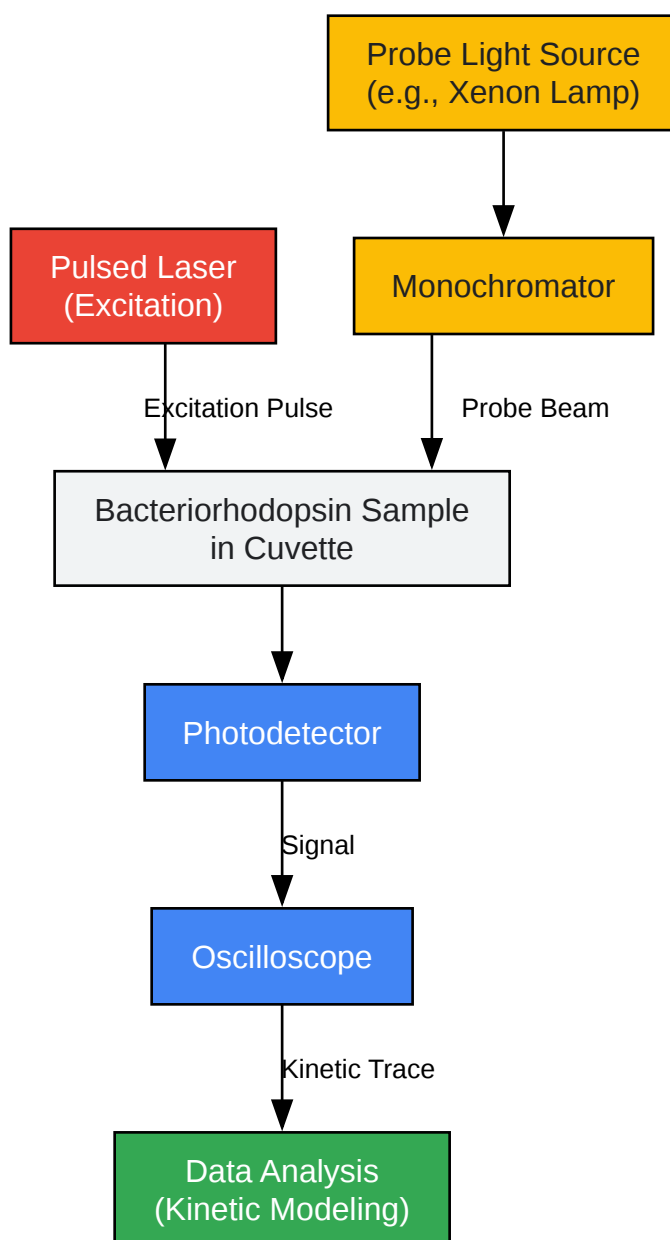 Probe Light Source
(e.g., Xenon Lamp)
Pulsed Laser
(Excitation)
Monochromator
Excitation Pulse
Probe Beam
Bacteriorhodopsin Sample
in Cuvette
Photodetector
Signal
Oscilloscope
Kinetic Trace
Data Analysis
(Kinetic Modeling)